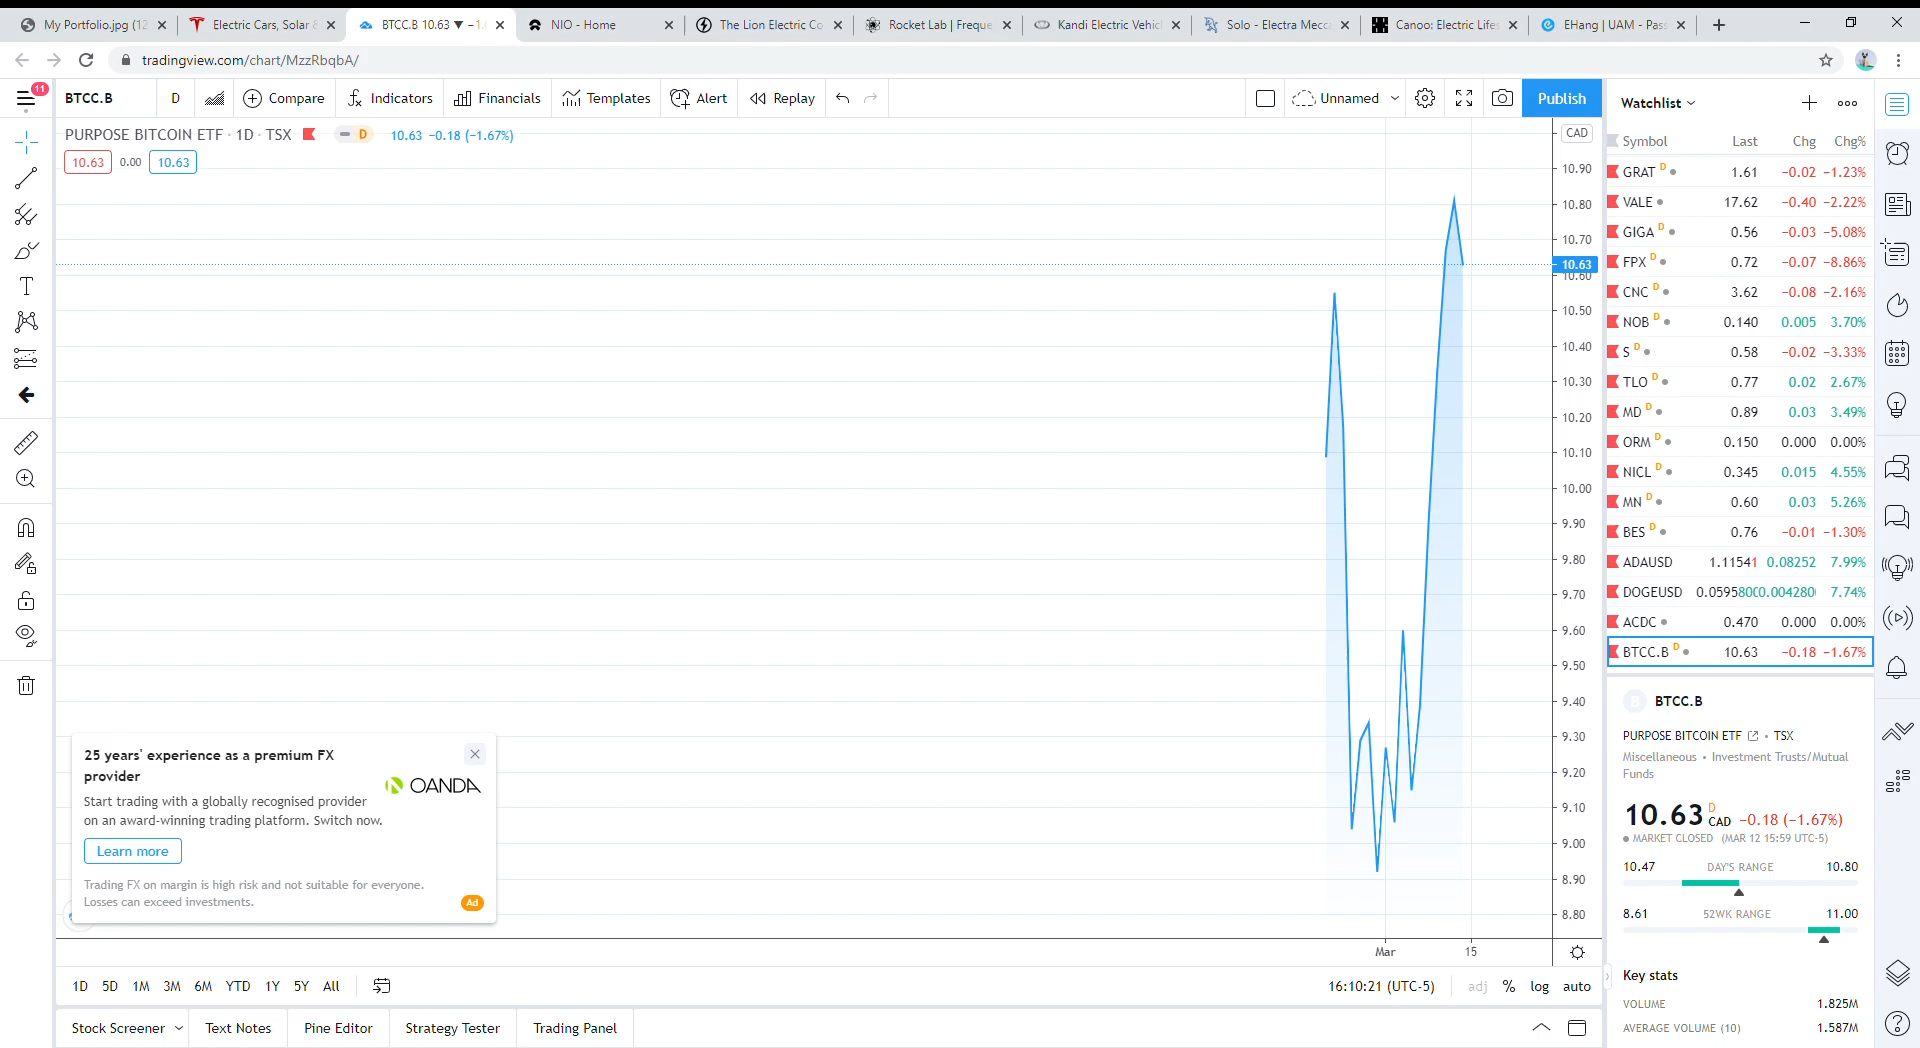 My Portfolio.jpg (12
Electric Cars, Solar &
BTCC.B 10.63 ▼ −1.
NIO - Home
The Lion Electric Co
Rocket Lab | Freque
Kandi Electric Vehic
Solo - Electra Mecc
Canoo: Electric Lifes
EHang | UAM - Pass
tradingview.com/chart/MzzRbqbA/
11
BTCC.B
D
Compare
Indicators
Financials
Templates
Alert
Replay
Unnamed
Publish
PURPOSE BITCOIN ETF · 1D · TSX
D
10.63 −0.18 (−1.67%)
10.63 0.00 10.63
CAD
10.90
10.80
10.70
10.63
10.60
10.50
10.40
10.30
10.20
10.10
10.00
9.90
9.80
9.70
9.60
9.50
9.40
9.30
9.20
9.10
9.00
8.90
8.80
Mar 15
25 years' experience as a premium FX
provider
OANDA
Start trading with a globally recognised provider
on an award-winning trading platform. Switch now.
Learn more
Trading FX on margin is high risk and not suitable for everyone.
Losses can exceed investments.
Ad
1D 5D 1M 3M 6M YTD 1Y 5Y All
16:10:21 (UTC-5) adj % log auto
Stock Screener Text Notes Pine Editor Strategy Tester Trading Panel
Watchlist
Symbol Last Chg Chg%
GRAT D 1.61 −0.02 −1.23%
VALE 17.62 −0.40 −2.22%
GIGA D 0.56 −0.03 −5.08%
FPX D 0.72 −0.07 −8.86%
CNC D 3.62 −0.08 −2.16%
NOB D 0.140 0.005 3.70%
S D 0.58 −0.02 −3.33%
TLO D 0.77 0.02 2.67%
MD D 0.89 0.03 3.49%
ORM D 0.150 0.000 0.00%
NICL D 0.345 0.015 4.55%
MN D 0.60 0.03 5.26%
BES D 0.76 −0.01 −1.30%
ADAUSD 1.11541 0.08252 7.99%
DOGEUSD 0.0595800 0.004280 7.74%
ACDC 0.470 0.000 0.00%
BTCC.B D 10.63 −0.18 −1.67%
B BTCC.B
PURPOSE BITCOIN ETF • TSX
Miscellaneous • Investment Trusts/Mutual
Funds
10.63 D CAD −0.18 (−1.67%)
MARKET CLOSED (MAR 12 15:59 UTC-5)
10.47 DAY'S RANGE 10.80
8.61 52WK RANGE 11.00
Key stats
VOLUME 1.825M
AVERAGE VOLUME (10) 1.587M